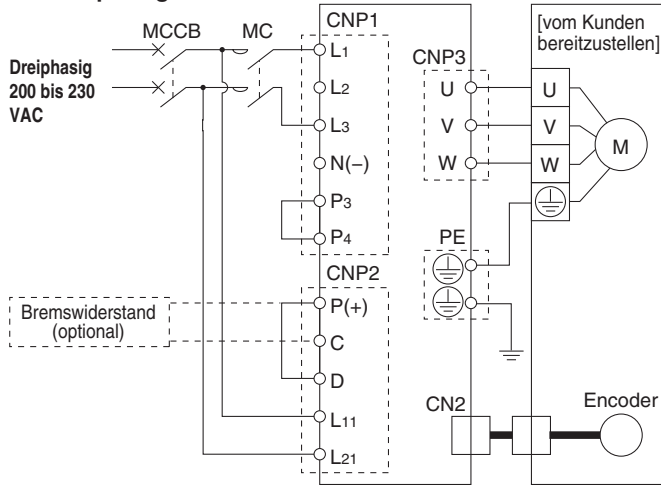 MCCB
MC
Dreiphasig
200 bis 230
VAC
CNP1
L1
L2
L3
N(−)
P3
P4
CNP2
P(+)
C
D
L11
L21
Bremswiderstand
(optional)
CNP3
U
V
W
PE
CN2
[vom Kunden
bereitzustellen]
U
V
W
M
Encoder